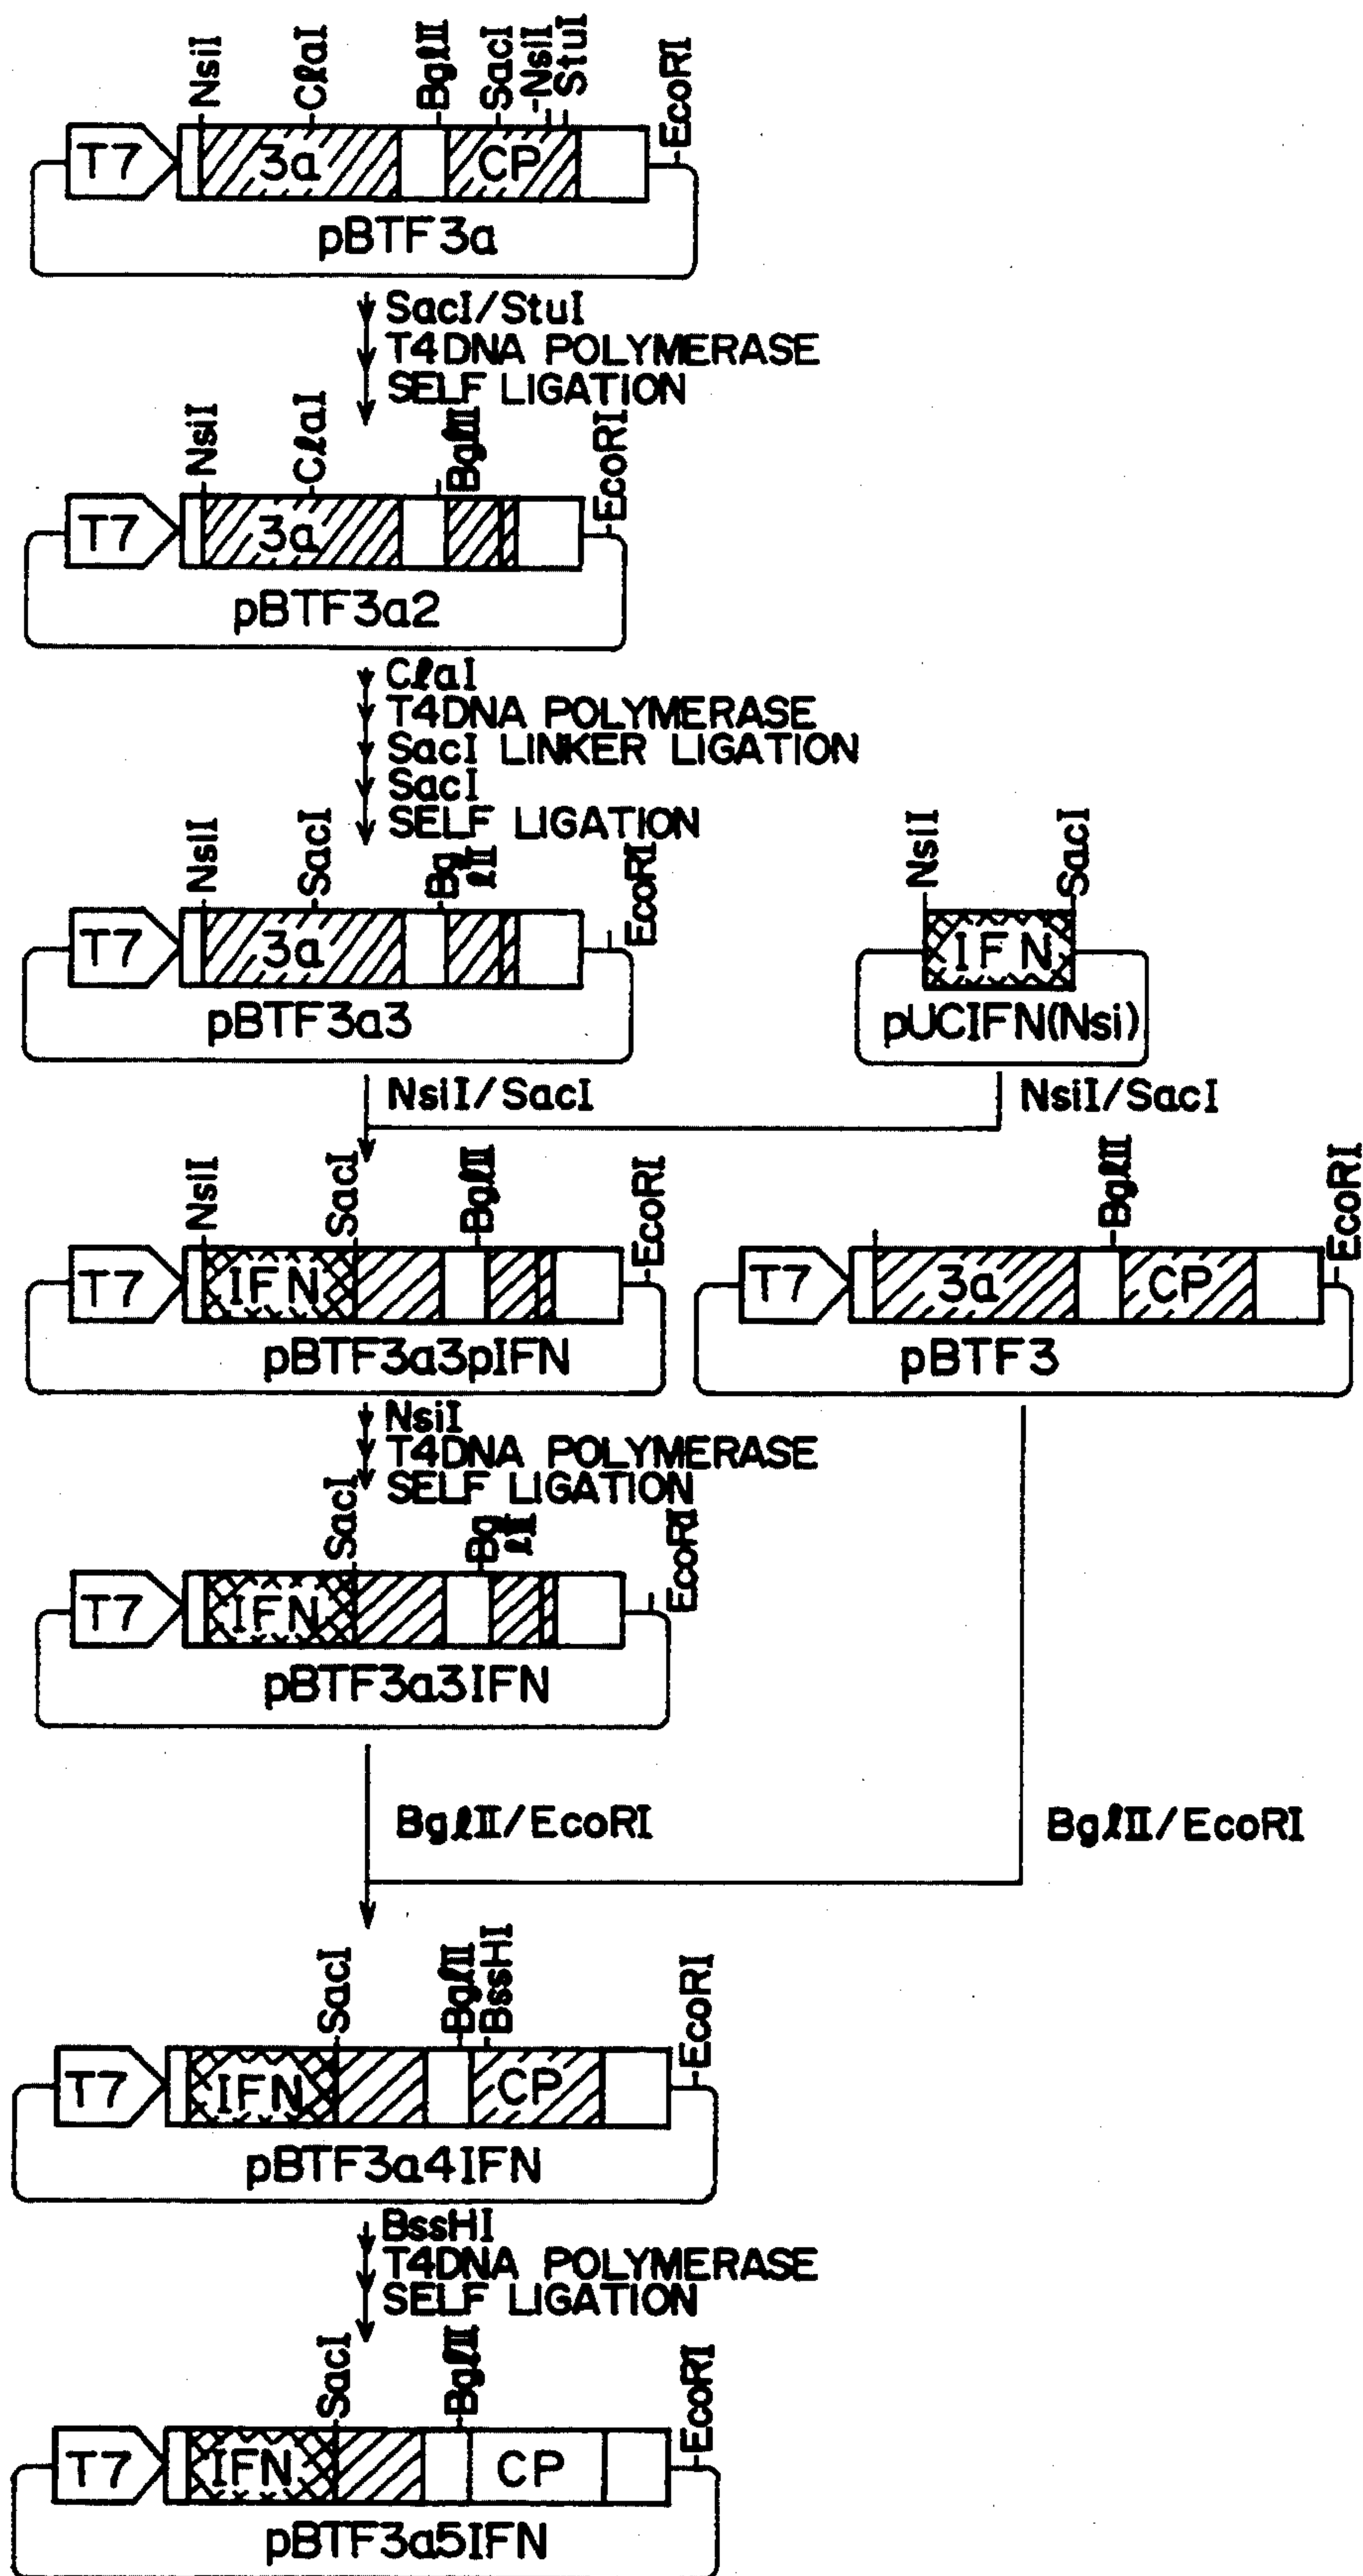 NsiI ClaI BglII SacI NsiI StuI EcoRI
T7 3a CP
pBTF3a
SacI/StuI
T4DNA POLYMERASE
SELF LIGATION
NsiI ClaI BglII EcoRI
T7 3a
pBTF3a2
ClaI
T4DNA POLYMERASE
SacI LINKER LIGATION
SacI
SELF LIGATION
NsiI SacI BglII EcoRI
T7 3a
pBTF3a3
NsiI SacI
IFN
pUCIFN(Nsi)
NsiI/SacI
NsiI/SacI
NsiI SacI BglII EcoRI
T7 IFN
pBTF3a3pIFN
BglII EcoRI
T7 3a CP
pBTF3
NsiI
T4DNA POLYMERASE
SELF LIGATION
SacI BglII EcoRI
T7 IFN
pBTF3a3IFN
BglII/EcoRI
BglII/EcoRI
SacI BglII BssHI EcoRI
T7 IFN CP
pBTF3a4IFN
BssHI
T4DNA POLYMERASE
SELF LIGATION
SacI BglII EcoRI
T7 IFN CP
pBTF3a5IFN